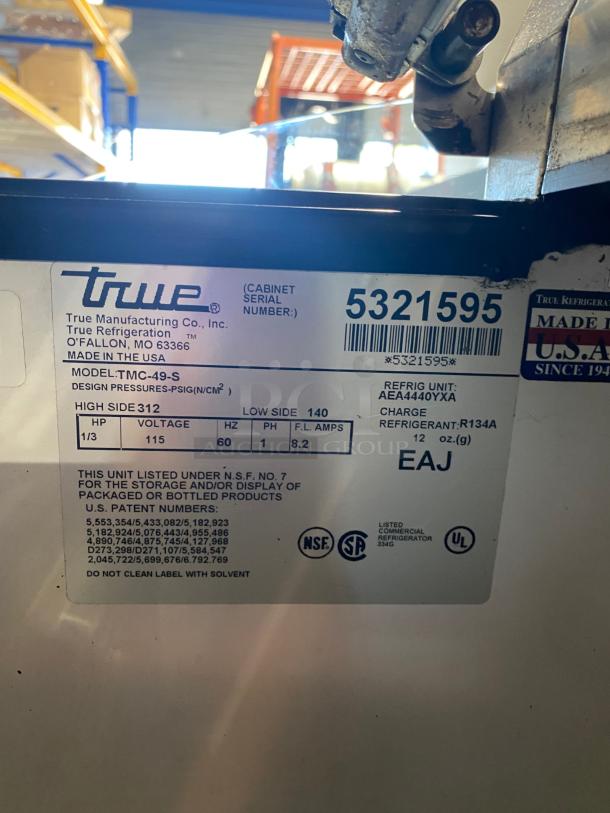 true®
True Manufacturing Co., Inc.
True Refrigeration ™
O'FALLON, MO 63366
MADE IN THE USA
(CABINET
SERIAL
NUMBER:)
5321595
*5321595*
MODEL:TMC-49-S
DESIGN PRESSURES-PSIG(N/CM²)
HIGH SIDE 312 LOW SIDE 140
HP VOLTAGE HZ PH F.L. AMPS
1/3 115 60 1 8.2
REFRIG UNIT:
AEA4440YXA
CHARGE
REFRIGERANT:R134A
12 oz.(g)
EAJ
THIS UNIT LISTED UNDER N.S.F. NO. 7
FOR THE STORAGE AND/OR DISPLAY OF
PACKAGED OR BOTTLED PRODUCTS
U.S. PATENT NUMBERS:
5,553,354/5,433,082/5,182,923
5,182,924/5,076,443/4,955,486
4,890,746/4,875,745/4,127,968
D273,298/D271,107/5,584,547
2,045,722/5,699,676/6.792.769
DO NOT CLEAN LABEL WITH SOLVENT
NSF®
SA
LISTED
COMMERCIAL
REFRIGERATOR
334G
UL
TRUE REFRIGERA
MADE I
U.S.A
SINCE 194
PCI
AUCTION GROUP